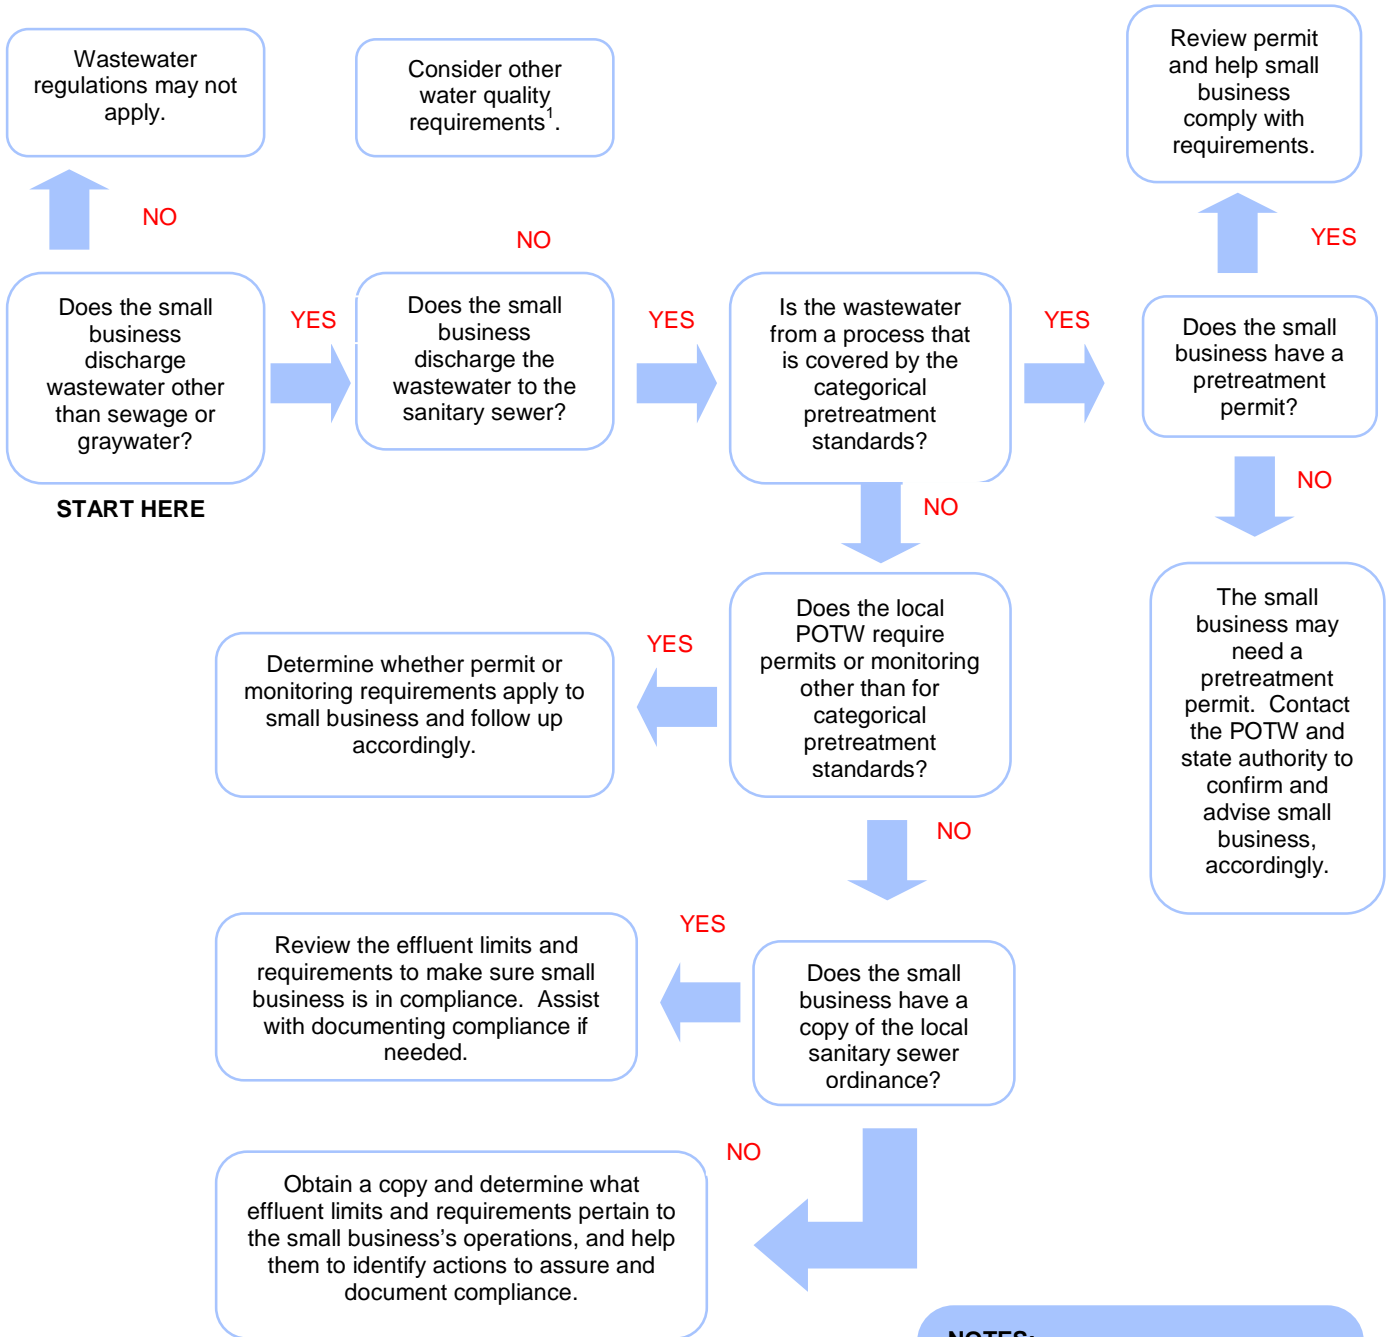 Wastewater
regulations may not
apply.
Consider other
water quality
requirements¹.
Review permit
and help small
business
comply with
requirements.
NO
NO
YES
Does the small
business
discharge
wastewater other
than sewage or
graywater?
YES
Does the small
business
discharge the
wastewater to the
sanitary sewer?
YES
Is the wastewater
from a process that
is covered by the
categorical
pretreatment
standards?
YES
Does the small
business have a
pretreatment
permit?
START HERE
NO
NO
Determine whether permit or
monitoring requirements apply to
small business and follow up
accordingly.
YES
Does the local
POTW require
permits or monitoring
other than for
categorical
pretreatment
standards?
The small
business may
need a
pretreatment
permit. Contact
the POTW and
state authority to
confirm and
advise small
business,
accordingly.
NO
Review the effluent limits and
requirements to make sure small
business is in compliance. Assist
with documenting compliance if
needed.
YES
Does the small
business have a
copy of the local
sanitary sewer
ordinance?
NO
Obtain a copy and determine what
effluent limits and requirements pertain to
the small business’s operations, and help
them to identify actions to assure and
document compliance.
NOTES: